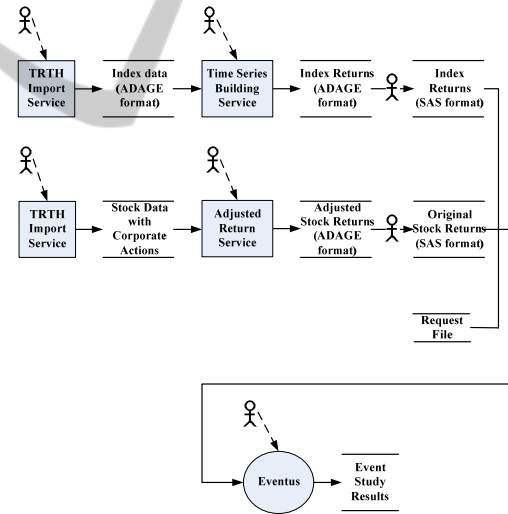 TRTH
Import
Service
Index data
(ADAGE
format)
Time Series
Building
Service
Index Returns
(ADAGE
format)
Index
Returns
(SAS format)
TRTH
Import
Service
Stock Data
with
Corporate
Actions
Adjusted
Return
Service
Adjusted
Stock Returns
(ADAGE
format)
Original
Stock Returns
(SAS format)
Request
File
Eventus
Event
Study
Results